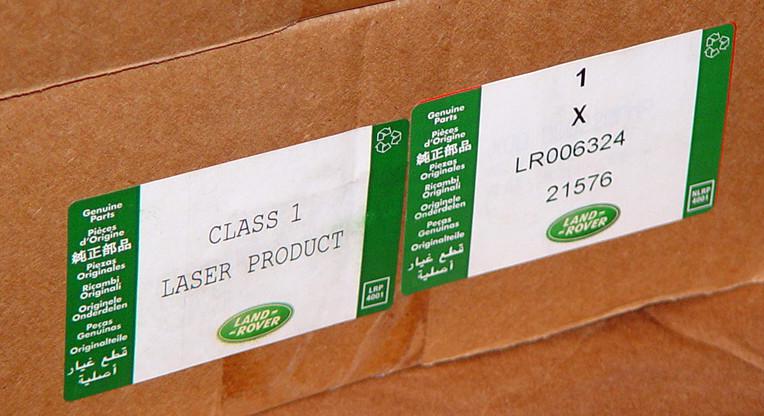 Genuine
Parts
Pièces
d'Origine
純正部品
Piezas
Originales
Ricambi
Originali
Originele
Onderdelen
Peças
Genuinas
Originalteile
قطع غيار
أصلية
CLASS 1
LASER PRODUCT
LAND-
-ROVER
LRP
4001
Genuine
Parts
Pièces
d'Origine
純正部品
Piezas
Originales
Ricambi
Originali
Originele
Onderdelen
Peças
Genuinas
Originalteile
قطع غيار
أصلية
1
X
LR006324
21576
LAND-
-ROVER
NLRP
4001